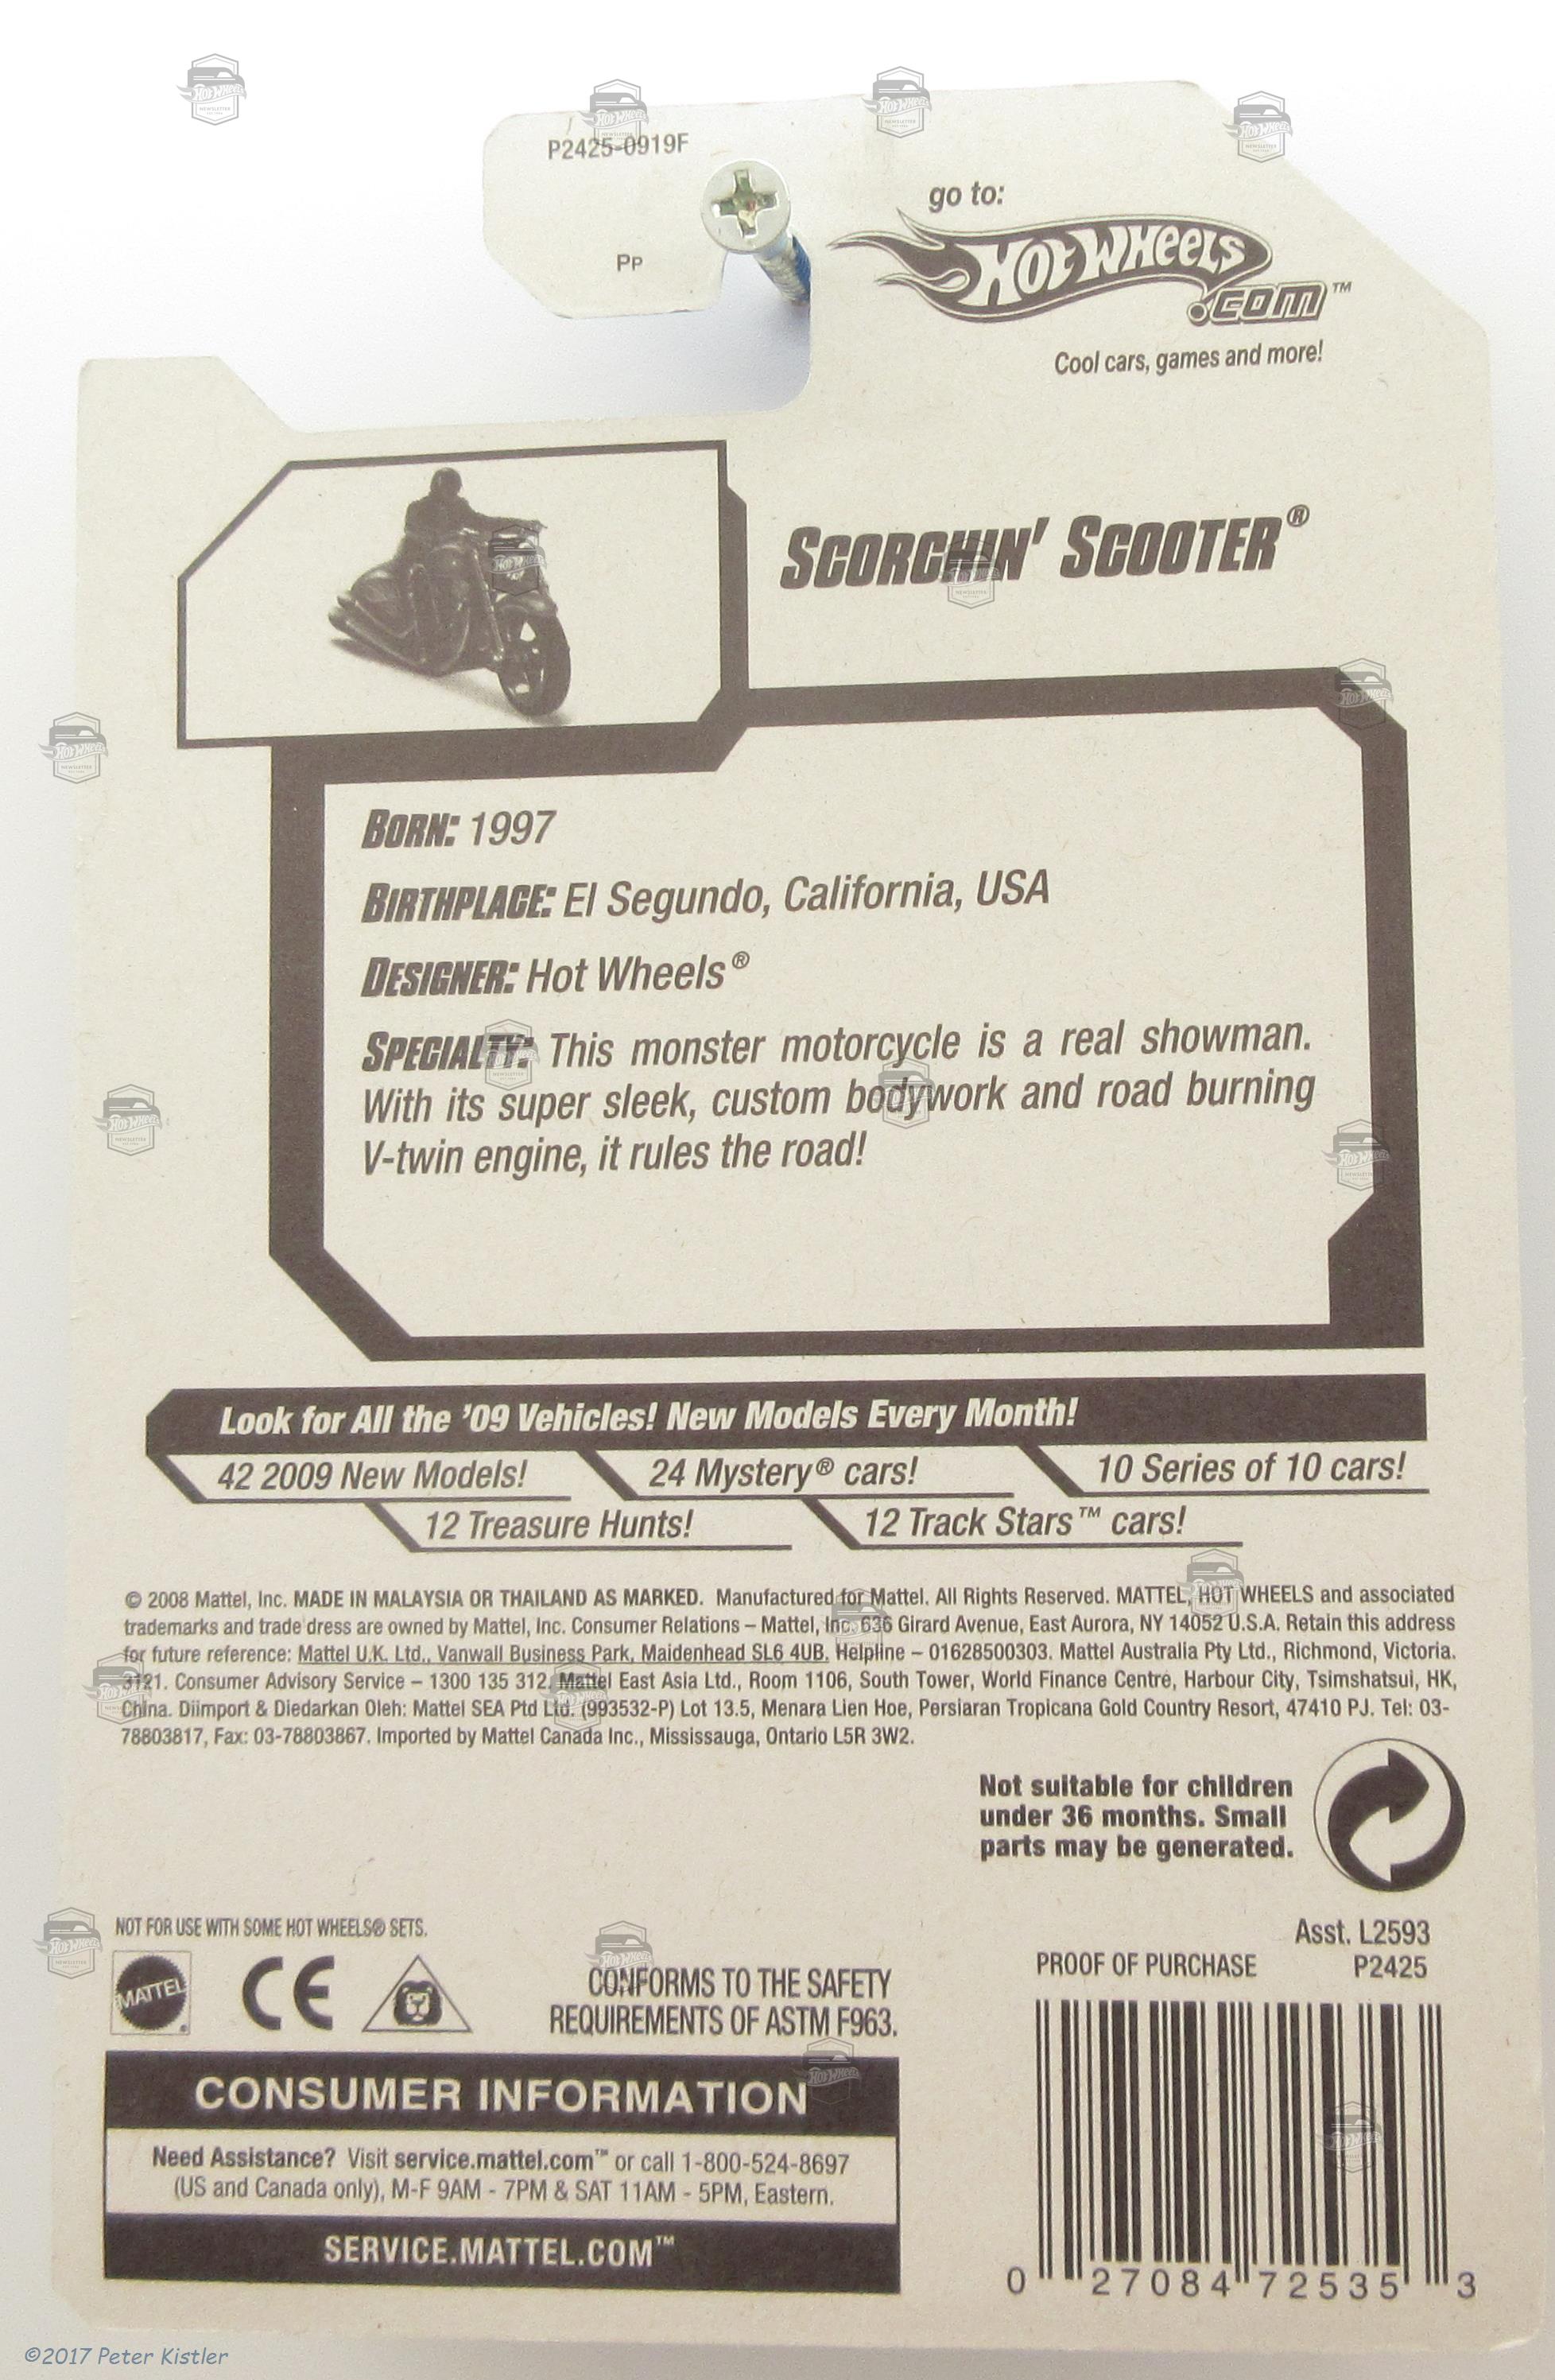 P2425-0919F
Pp
go to:
Hot Wheels
.com™
Cool cars, games and more!
Scorchin' Scooter®
Born: 1997
Birthplace: El Segundo, California, USA
Designer: Hot Wheels®
Specialty: This monster motorcycle is a real showman.
With its super sleek, custom bodywork and road burning
V-twin engine, it rules the road!
Look for All the '09 Vehicles! New Models Every Month!
42 2009 New Models!
24 Mystery® cars!
10 Series of 10 cars!
12 Treasure Hunts!
12 Track Stars™ cars!
© 2008 Mattel, Inc. MADE IN MALAYSIA OR THAILAND AS MARKED. Manufactured for Mattel. All Rights Reserved. MATTEL, HOT WHEELS and associated
trademarks and trade dress are owned by Mattel, Inc. Consumer Relations – Mattel, Inc. 636 Girard Avenue, East Aurora, NY 14052 U.S.A. Retain this address
for future reference: Mattel U.K. Ltd., Vanwall Business Park, Maidenhead SL6 4UB. Helpline – 01628500303. Mattel Australia Pty Ltd., Richmond, Victoria.
3121. Consumer Advisory Service – 1300 135 312. Mattel East Asia Ltd., Room 1106, South Tower, World Finance Centre, Harbour City, Tsimshatsui, HK,
China. Diimport & Diedarkan Oleh: Mattel SEA Ptd Ltd. (993532-P) Lot 13.5, Menara Lien Hoe, Persiaran Tropicana Gold Country Resort, 47410 PJ. Tel: 03-
78803817, Fax: 03-78803867. Imported by Mattel Canada Inc., Mississauga, Ontario L5R 3W2.
Not suitable for children
under 36 months. Small
parts may be generated.
NOT FOR USE WITH SOME HOT WHEELS® SETS.
MATTEL
CE
CONFORMS TO THE SAFETY
REQUIREMENTS OF ASTM F963.
Asst. L2593
PROOF OF PURCHASE P2425
CONSUMER INFORMATION
Need Assistance? Visit service.mattel.com™ or call 1-800-524-8697
(US and Canada only), M-F 9AM - 7PM & SAT 11AM - 5PM, Eastern.
SERVICE.MATTEL.COM™
0 27084 72535 3
©2017 Peter Kistler